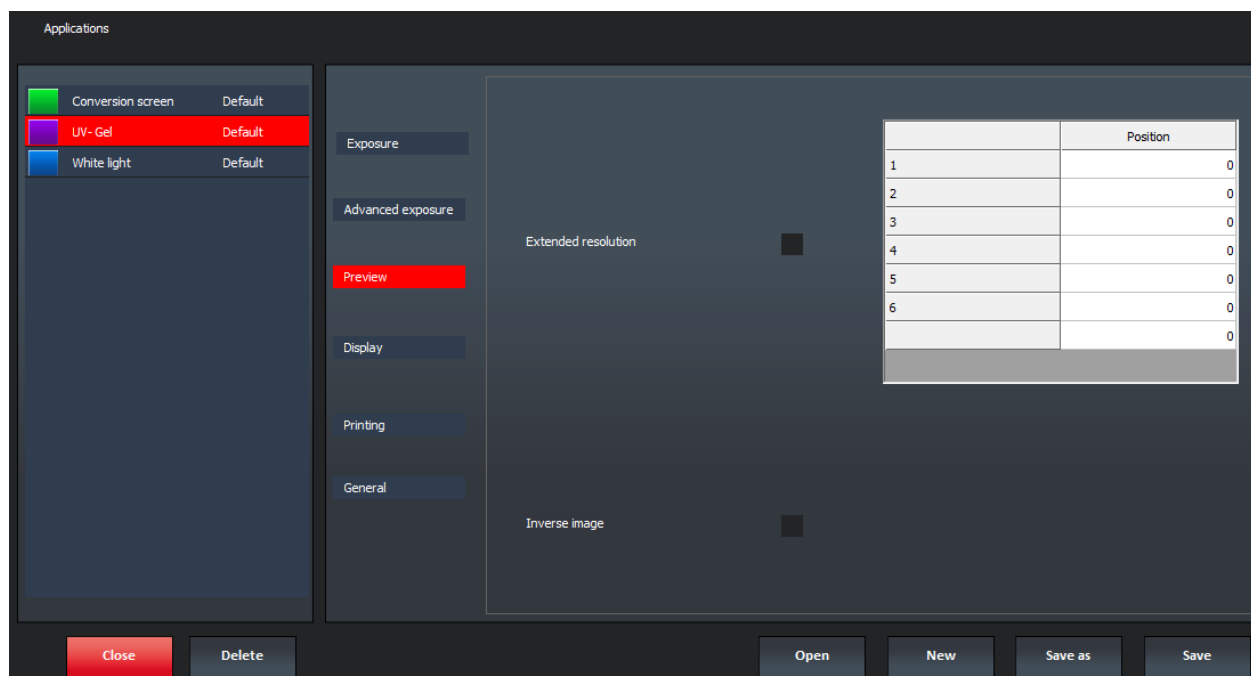 Applications
Conversion screen Default
UV- Gel Default
White light Default
Exposure
Advanced exposure
Preview
Display
Printing
General
Extended resolution
Position
1 0
2 0
3 0
4 0
5 0
6 0
0
Inverse image
Close Delete Open New Save as Save